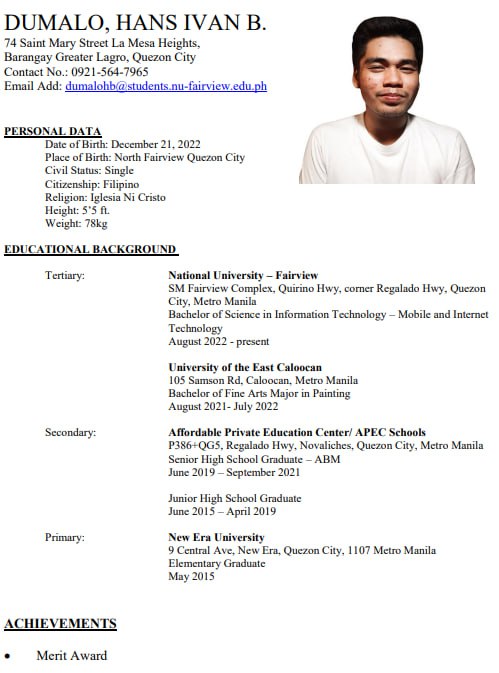 DUMALO, HANS IVAN B.
74 Saint Mary Street La Mesa Heights,
Barangay Greater Lagro, Quezon City
Contact No.: 0921-564-7965
Email Add: dumalohb@students.nu-fairview.edu.ph
PERSONAL DATA
Date of Birth: December 21, 2022
Place of Birth: North Fairview Quezon City
Civil Status: Single
Citizenship: Filipino
Religion: Iglesia Ni Cristo
Height: 5’5 ft.
Weight: 78kg
EDUCATIONAL BACKGROUND
Tertiary: National University – Fairview
SM Fairview Complex, Quirino Hwy, corner Regalado Hwy, Quezon
City, Metro Manila
Bachelor of Science in Information Technology – Mobile and Internet
Technology
August 2022 - present
University of the East Caloocan
105 Samson Rd, Caloocan, Metro Manila
Bachelor of Fine Arts Major in Painting
August 2021- July 2022
Secondary: Affordable Private Education Center/ APEC Schools
P386+QG5, Regalado Hwy, Novaliches, Quezon City, Metro Manila
Senior High School Graduate – ABM
June 2019 – September 2021
Junior High School Graduate
June 2015 – April 2019
Primary: New Era University
9 Central Ave, New Era, Quezon City, 1107 Metro Manila
Elementary Graduate
May 2015
ACHIEVEMENTS
• Merit Award